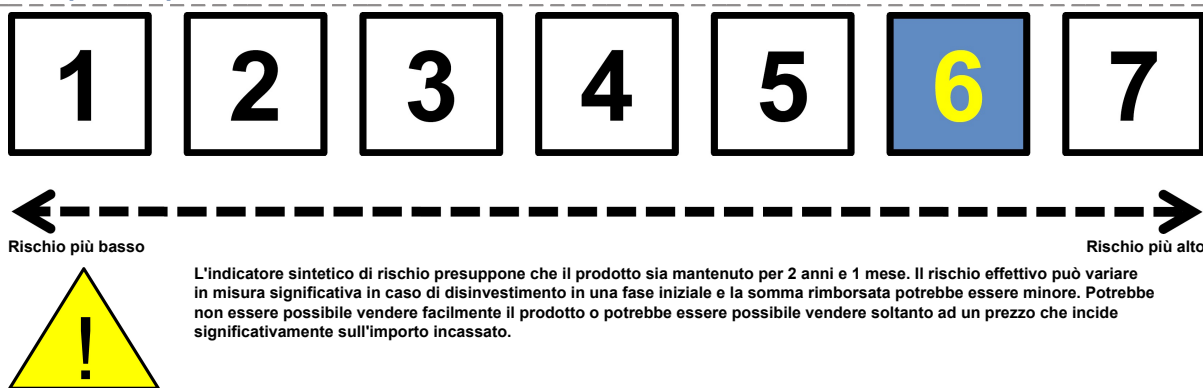 1 2 3 4 5 6 7
Rischio più basso Rischio più alto
!
L'indicatore sintetico di rischio presuppone che il prodotto sia mantenuto per 2 anni e 1 mese. Il rischio effettivo può variare
in misura significativa in caso di disinvestimento in una fase iniziale e la somma rimborsata potrebbe essere minore. Potrebbe
non essere possibile vendere facilmente il prodotto o potrebbe essere possibile vendere soltanto ad un prezzo che incide
significativamente sull'importo incassato.